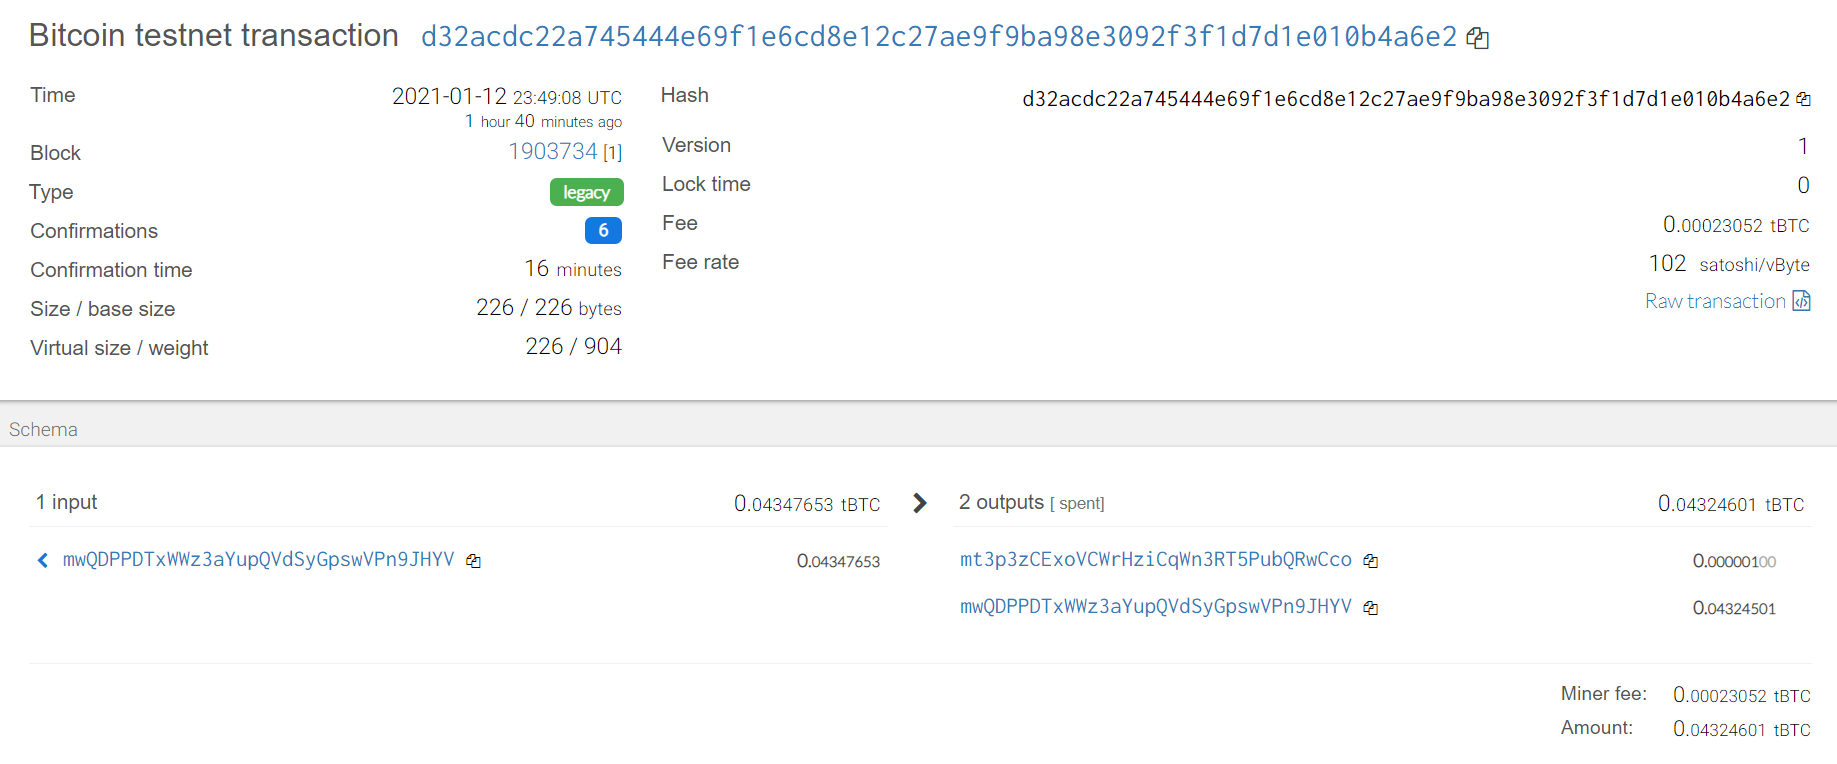 Bitcoin testnet transaction d32acdc22a745444e69f1e6cd8e12c27ae9f9ba98e3092f3f1d7d1e010b4a6e2
Time 2021-01-12 23:49:08 UTC
1 hour 40 minutes ago
Block 1903734 [1]
Type legacy
Confirmations 6
Confirmation time 16 minutes
Size / base size 226 / 226 bytes
Virtual size / weight 226 / 904
Hash d32acdc22a745444e69f1e6cd8e12c27ae9f9ba98e3092f3f1d7d1e010b4a6e2
Version 1
Lock time 0
Fee 0.00023052 tBTC
Fee rate 102 satoshi/vByte
Raw transaction
Schema
1 input 0.04347653 tBTC
mwQDPPDTxWWz3aYupQVdSyGpswVPn9JHYV 0.04347653
2 outputs [ spent] 0.04324601 tBTC
mt3p3zCExoVCWrHziCqWn3RT5PubQRwCco 0.00000100
mwQDPPDTxWWz3aYupQVdSyGpswVPn9JHYV 0.04324501
Miner fee: 0.00023052 tBTC
Amount: 0.04324601 tBTC